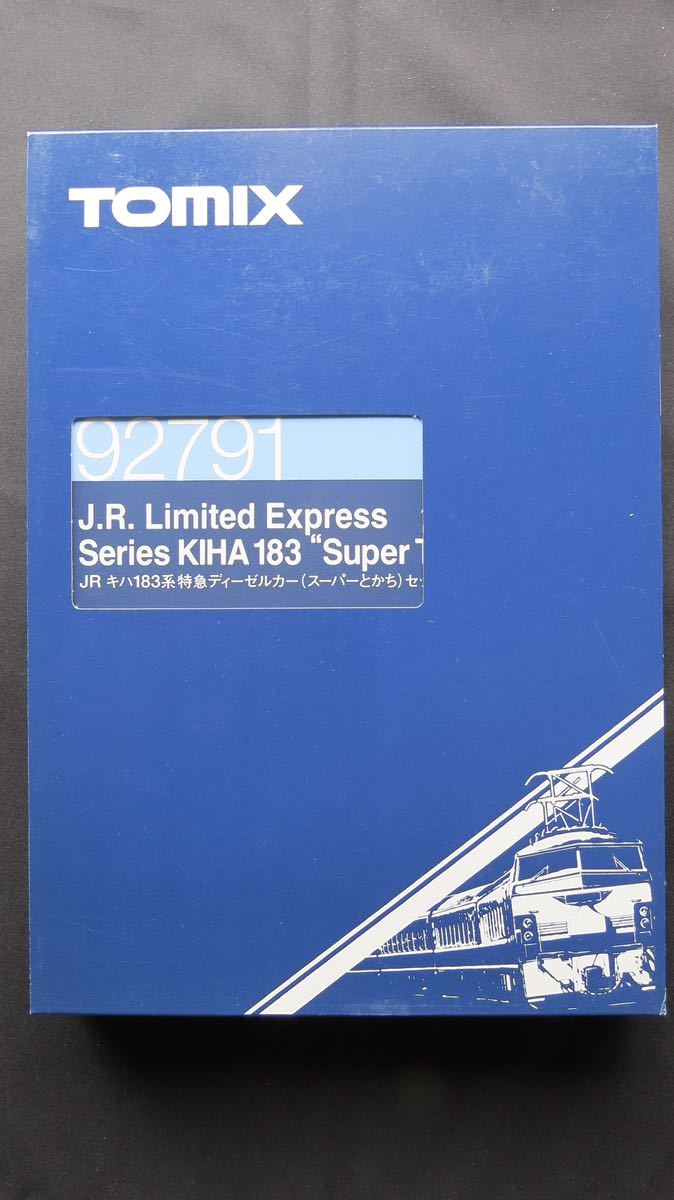 TOMIX
92791
J.R. Limited Express
Series KIHA 183 “Super T
JR キハ183系特急ディーゼルカー(スーパーとかち)セ